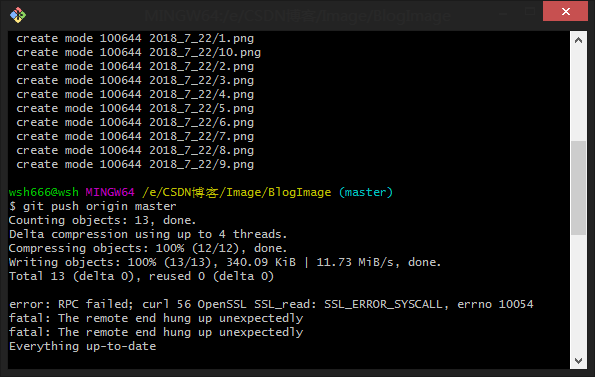 MINGW64:/e/CSDN博客/Image/BlogImage
create mode 100644 2018_7_22/1.png
create mode 100644 2018_7_22/10.png
create mode 100644 2018_7_22/2.png
create mode 100644 2018_7_22/3.png
create mode 100644 2018_7_22/4.png
create mode 100644 2018_7_22/5.png
create mode 100644 2018_7_22/6.png
create mode 100644 2018_7_22/7.png
create mode 100644 2018_7_22/8.png
create mode 100644 2018_7_22/9.png
wsh666@wsh MINGW64 /e/CSDN博客/Image/BlogImage (master)
$ git push origin master
Counting objects: 13, done.
Delta compression using up to 4 threads.
Compressing objects: 100% (12/12), done.
Writing objects: 100% (13/13), 340.09 KiB | 11.73 MiB/s, done.
Total 13 (delta 0), reused 0 (delta 0)
error: RPC failed; curl 56 OpenSSL SSL_read: SSL_ERROR_SYSCALL, errno 10054
fatal: The remote end hung up unexpectedly
fatal: The remote end hung up unexpectedly
Everything up-to-date